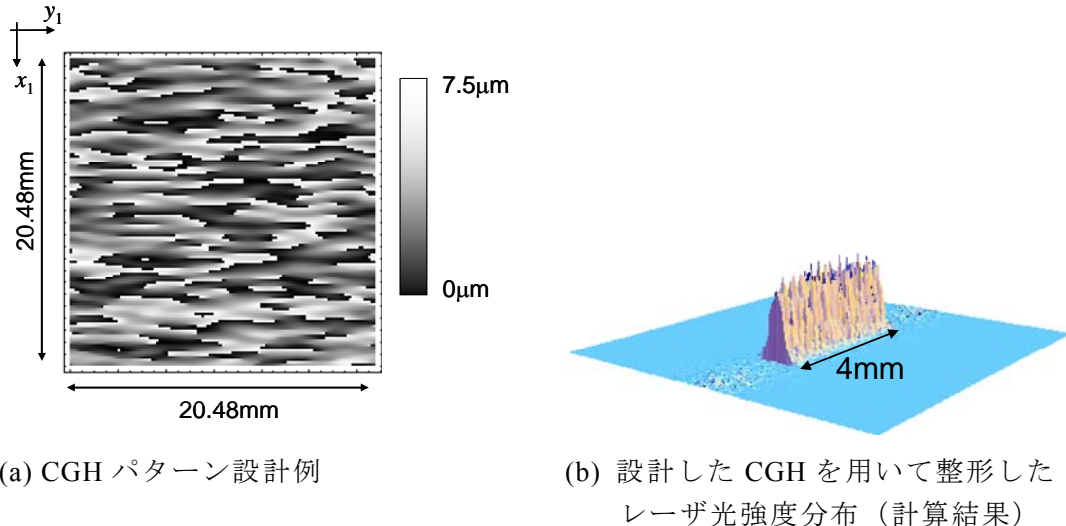 y₁
x₁
7.5μm
20.48mm
0μm
20.48mm
4mm
(a) CGH パターン設計例
(b) 設計した CGH を用いて整形した
レーザ光強度分布（計算結果）